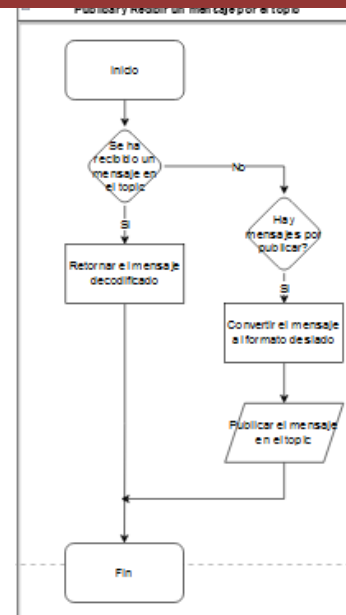 Publicar y Recibir un mensaje por el topic
Inicio
Se ha
recibido un
mensaje en
el topic
No
Hay
mensajes por
publicar?
Si
Retornar el mensaje
decodificado
Si
Convertir el mensaje
al formato desiado
Publicar el mensaje
en el topic
Fin